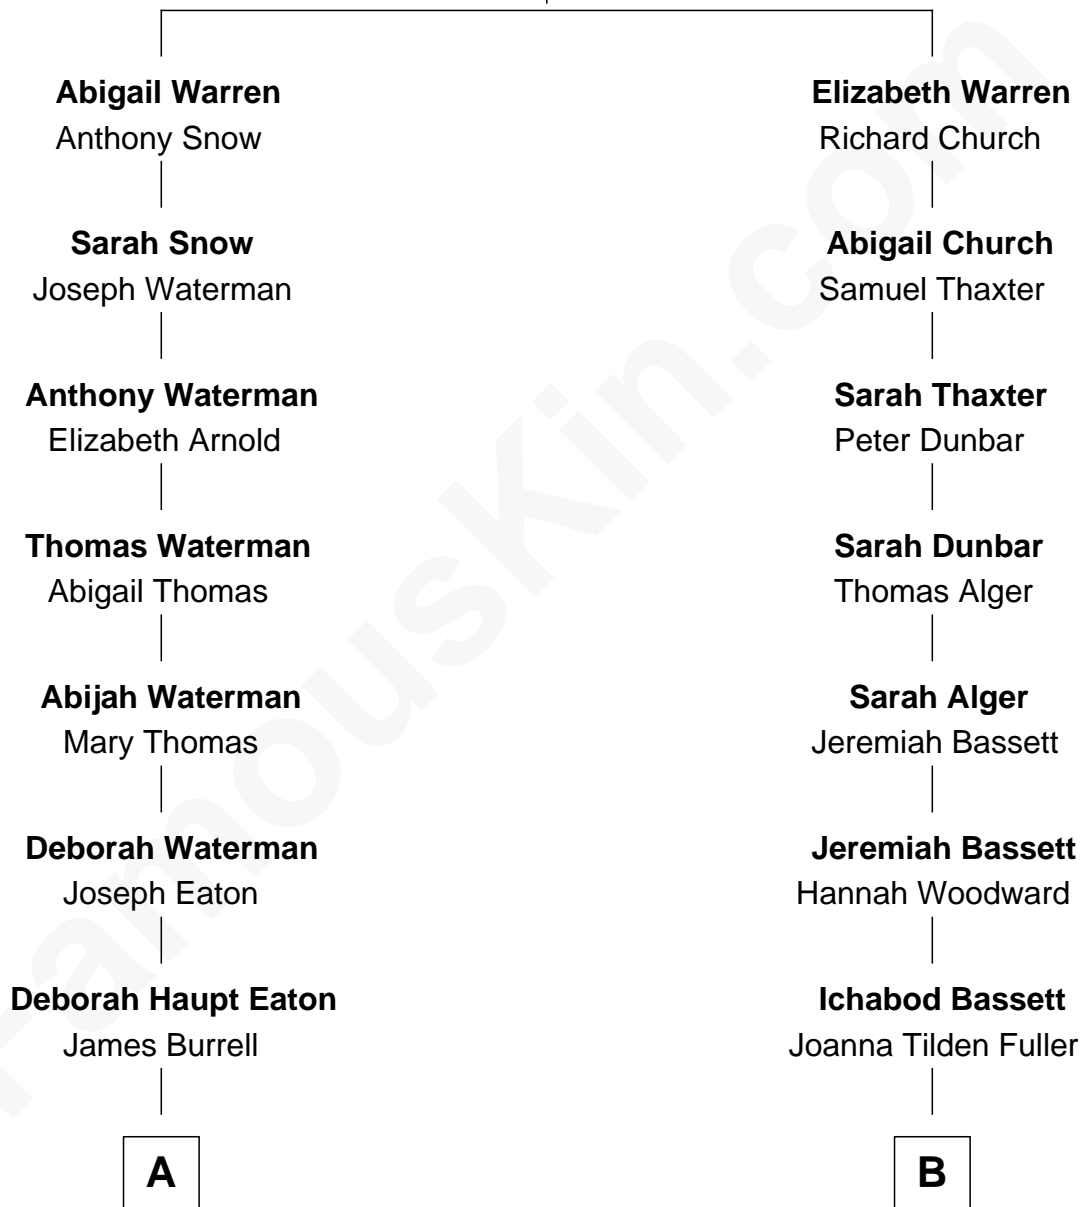 Abigail Warren
Anthony Snow
Sarah Snow
Joseph Waterman
Anthony Waterman
Elizabeth Arnold
Thomas Waterman
Abigail Thomas
Abijah Waterman
Mary Thomas
Deborah Waterman
Joseph Eaton
Deborah Haupt Eaton
James Burrell
A
Elizabeth Warren
Richard Church
Abigail Church
Samuel Thaxter
Sarah Thaxter
Peter Dunbar
Sarah Dunbar
Thomas Alger
Sarah Alger
Jeremiah Bassett
Jeremiah Bassett
Hannah Woodward
Ichabod Bassett
Joanna Tilden Fuller
B
FamousKin.com